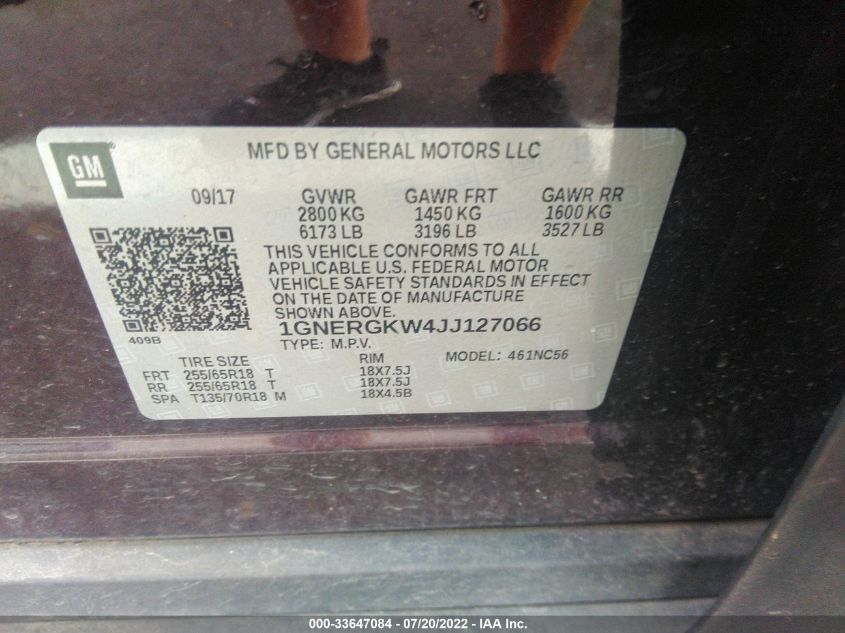 GM
MFD BY GENERAL MOTORS LLC
09/17 GVWR GAWR FRT GAWR RR
2800 KG 1450 KG 1600 KG
6173 LB 3196 LB 3527 LB
THIS VEHICLE CONFORMS TO ALL
APPLICABLE U.S. FEDERAL MOTOR
VEHICLE SAFETY STANDARDS IN EFFECT
ON THE DATE OF MANUFACTURE
SHOWN ABOVE.
409B
1GNERGKW4JJ127066
TYPE: M.P.V. MODEL: 461NC56
TIRE SIZE RIM
FRT 255/65R18 T 18X7.5J
RR 255/65R18 T 18X7.5J
SPA T135/70R18 M 18X4.5B
000-33647084 - 07/20/2022 - IAA Inc.